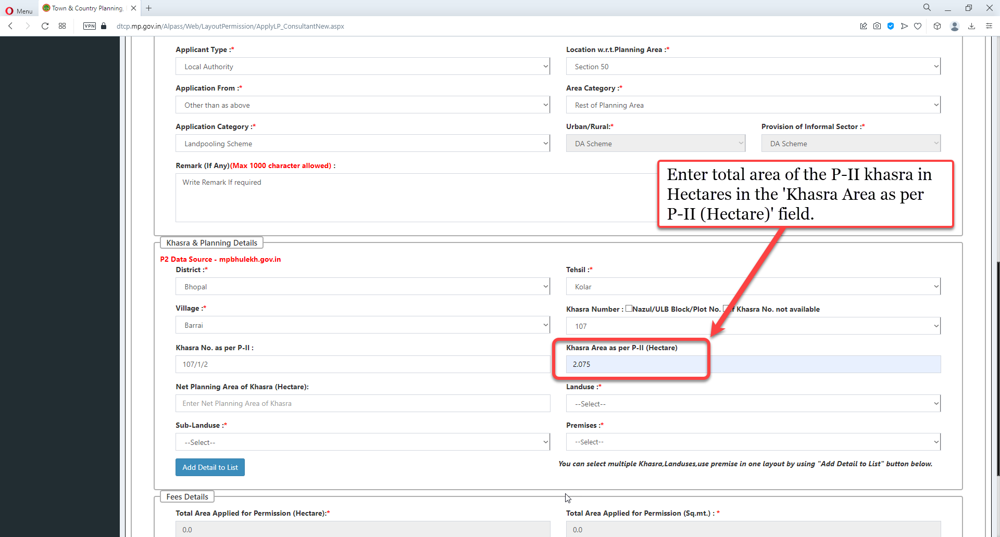 Menu
Town & Country Planning,
VPN
dtcp.mp.gov.in/Alpass/Web/LayoutPermission/ApplyLP_ConsultantNew.aspx
Applicant Type :*
Location w.r.t.Planning Area :*
Local Authority
Section 50
Application From :*
Area Category :*
Other than as above
Rest of Planning Area
Application Category :*
Urban/Rural:*
Provision of Informal Sector :*
Landpooling Scheme
DA Scheme
DA Scheme
Remark (If Any)(Max 1000 character allowed) :
Write Remark If required
Enter total area of the P-II khasra in
Hectares in the 'Khasra Area as per
P-II (Hectare)' field.
Khasra & Planning Details
P2 Data Source - mpbhulekh.gov.in
District :*
Tehsil :*
Bhopal
Kolar
Village :*
Khasra Number : Nazul/ULB Block/Plot No. If Khasra No. not available
Barrai
107
Khasra No. as per P-II :
Khasra Area as per P-II (Hectare)
107/1/2
2.075
Net Planning Area of Khasra (Hectare):
Landuse :*
Enter Net Planning Area of Khasra
--Select--
Sub-Landuse :*
Premises :*
--Select--
--Select--
Add Detail to List
You can select multiple Khasra,Landuses,use premise in one layout by using "Add Detail to List" button below.
Fees Details
Total Area Applied for Permission (Hectare):*
Total Area Applied for Permission (Sq.mt.) : *
0.0
0.0